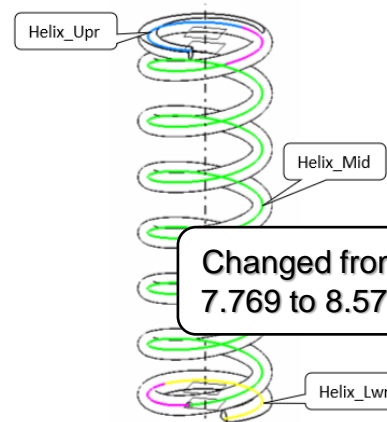 Helix_Upr
Helix_Mid
Changed from
7.769 to 8.57
Helix_Lwr